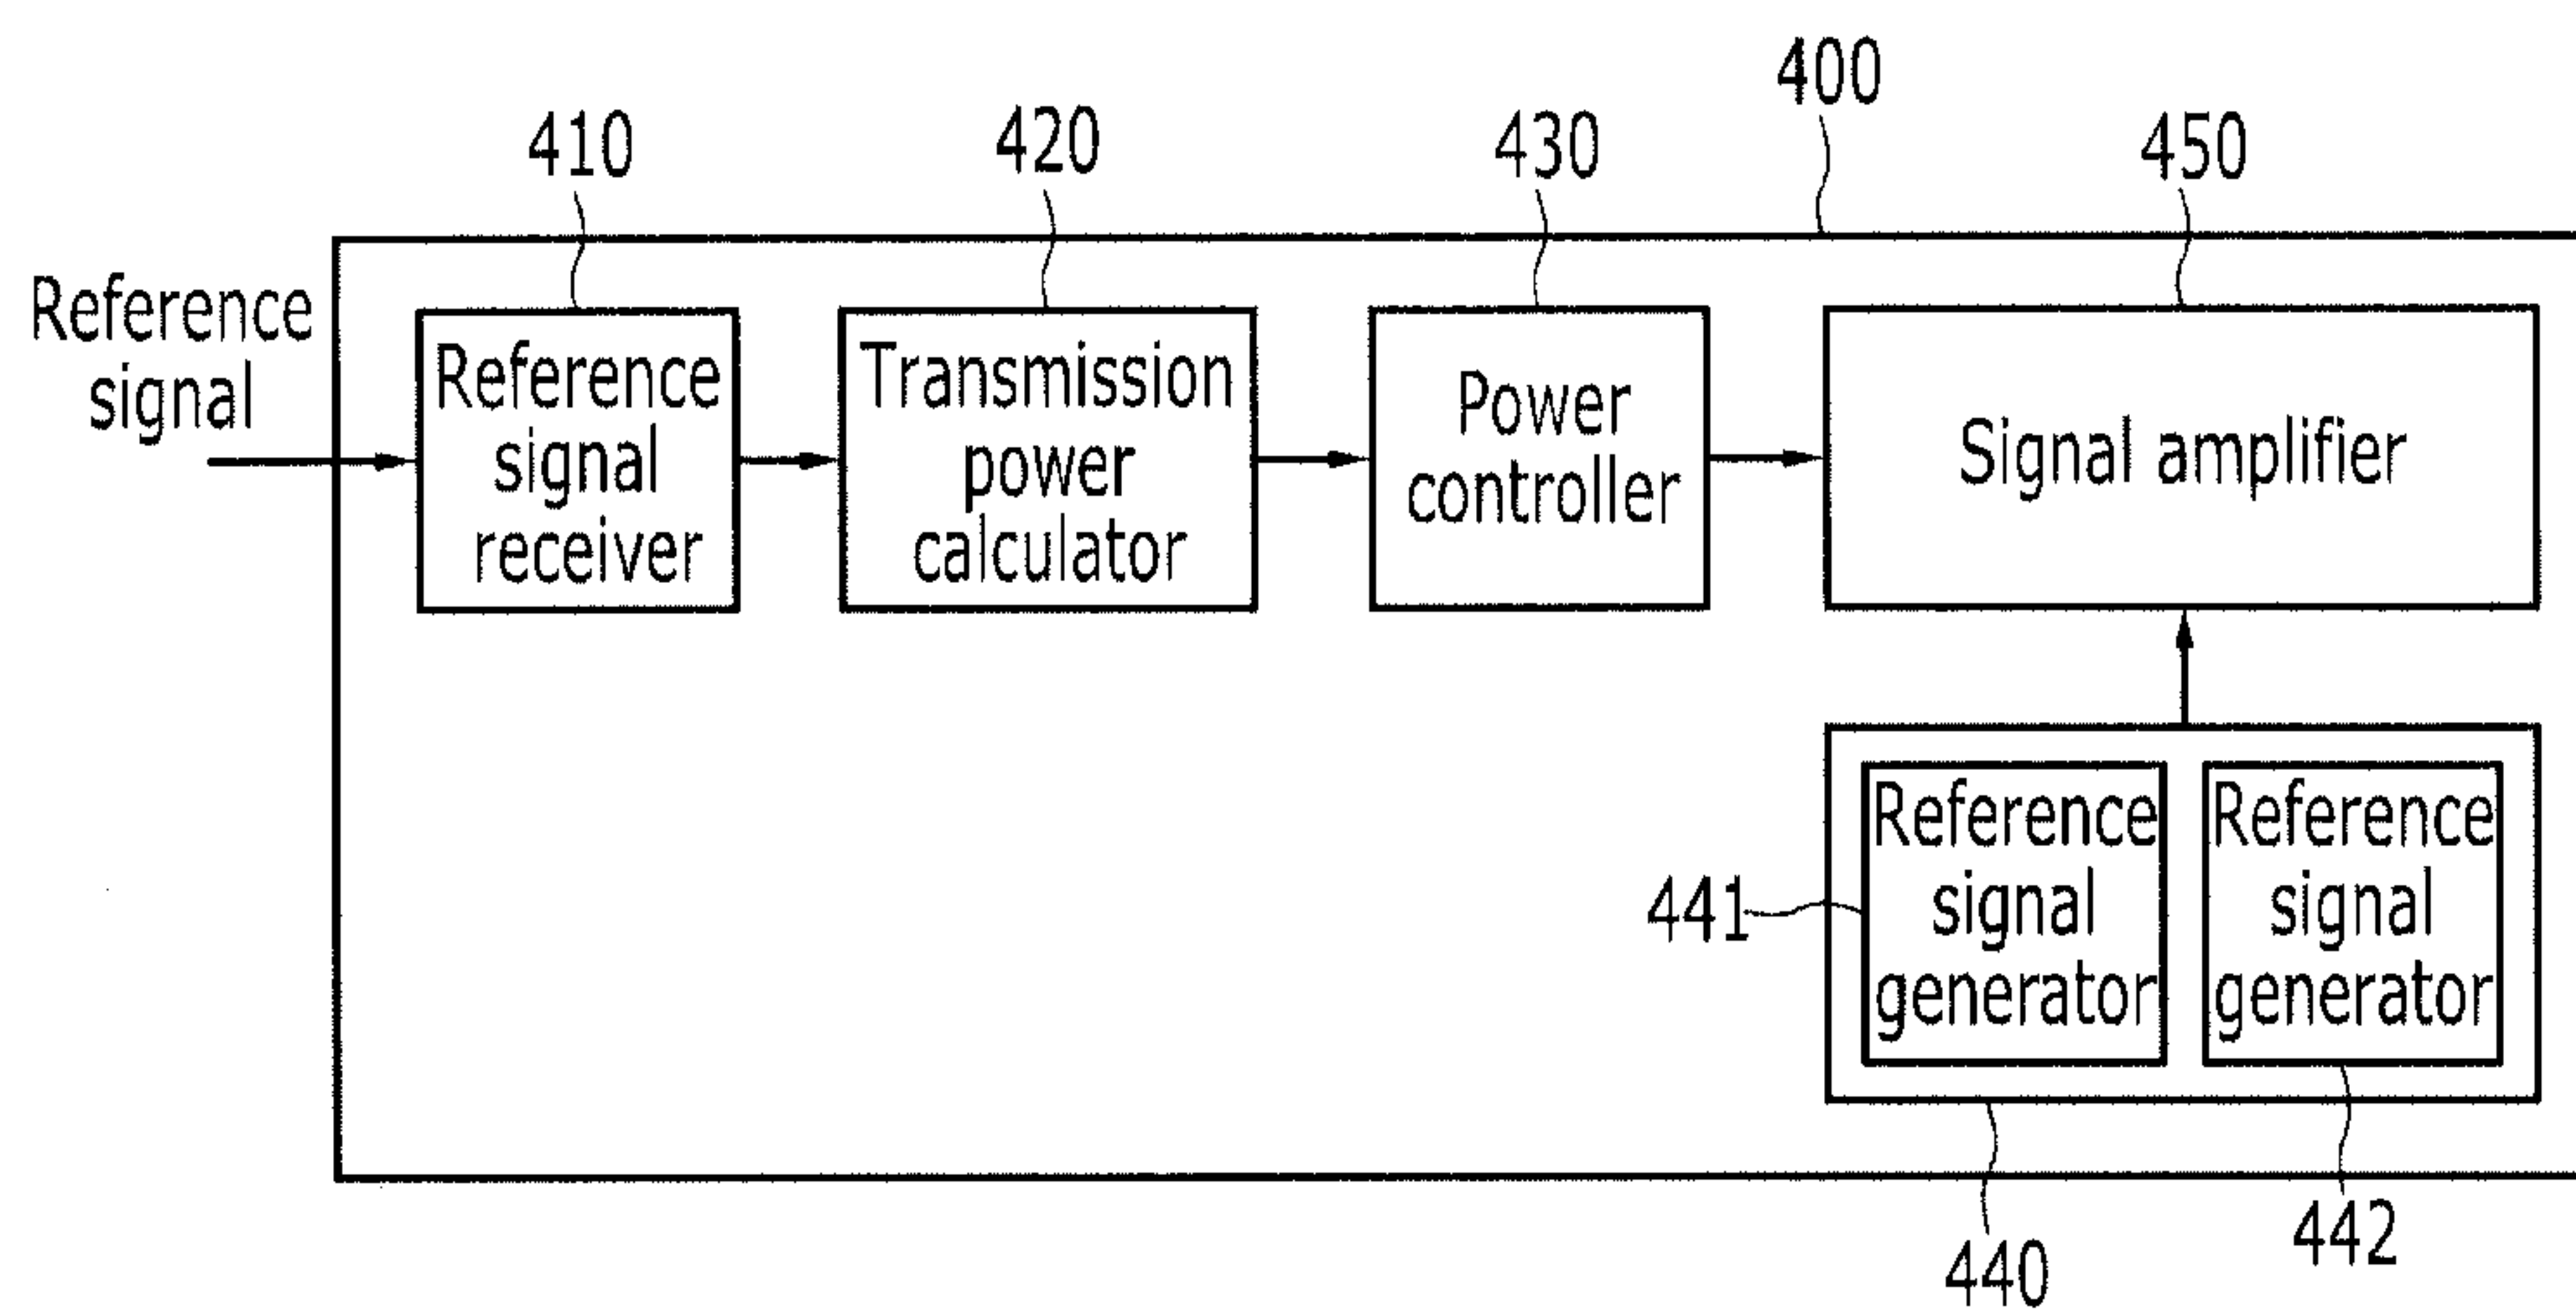 400
410
420
430
450
Reference
signal
Reference
signal
receiver
Transmission
power
calculator
Power
controller
Signal amplifier
441
Reference
signal
generator
Reference
signal
generator
442
440